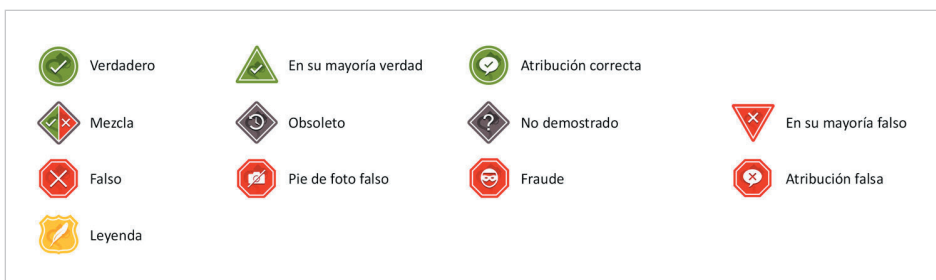 Verdadero
En su mayoría verdad
Atribución correcta
Mezcla
Obsoleto
No demostrado
En su mayoría falso
Falso
Pie de foto falso
Fraude
Atribución falsa
Leyenda